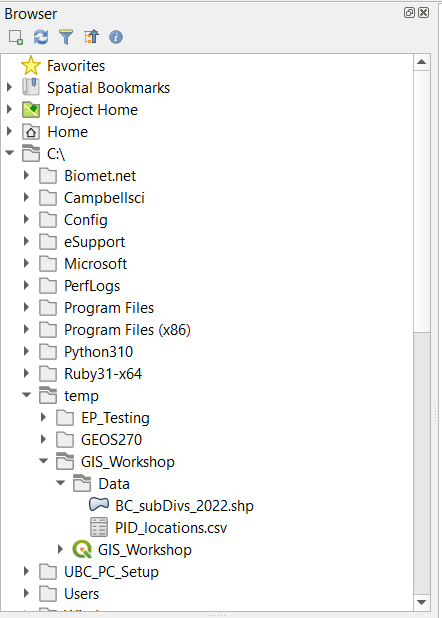 Browser
Favorites
Spatial Bookmarks
Project Home
Home
C:\
Biomet.net
Campbellsci
Config
eSupport
Microsoft
PerfLogs
Program Files
Program Files (x86)
Python310
Ruby31-x64
temp
EP_Testing
GEOS270
GIS_Workshop
Data
BC_subDivs_2022.shp
PID_locations.csv
GIS_Workshop
UBC_PC_Setup
Users